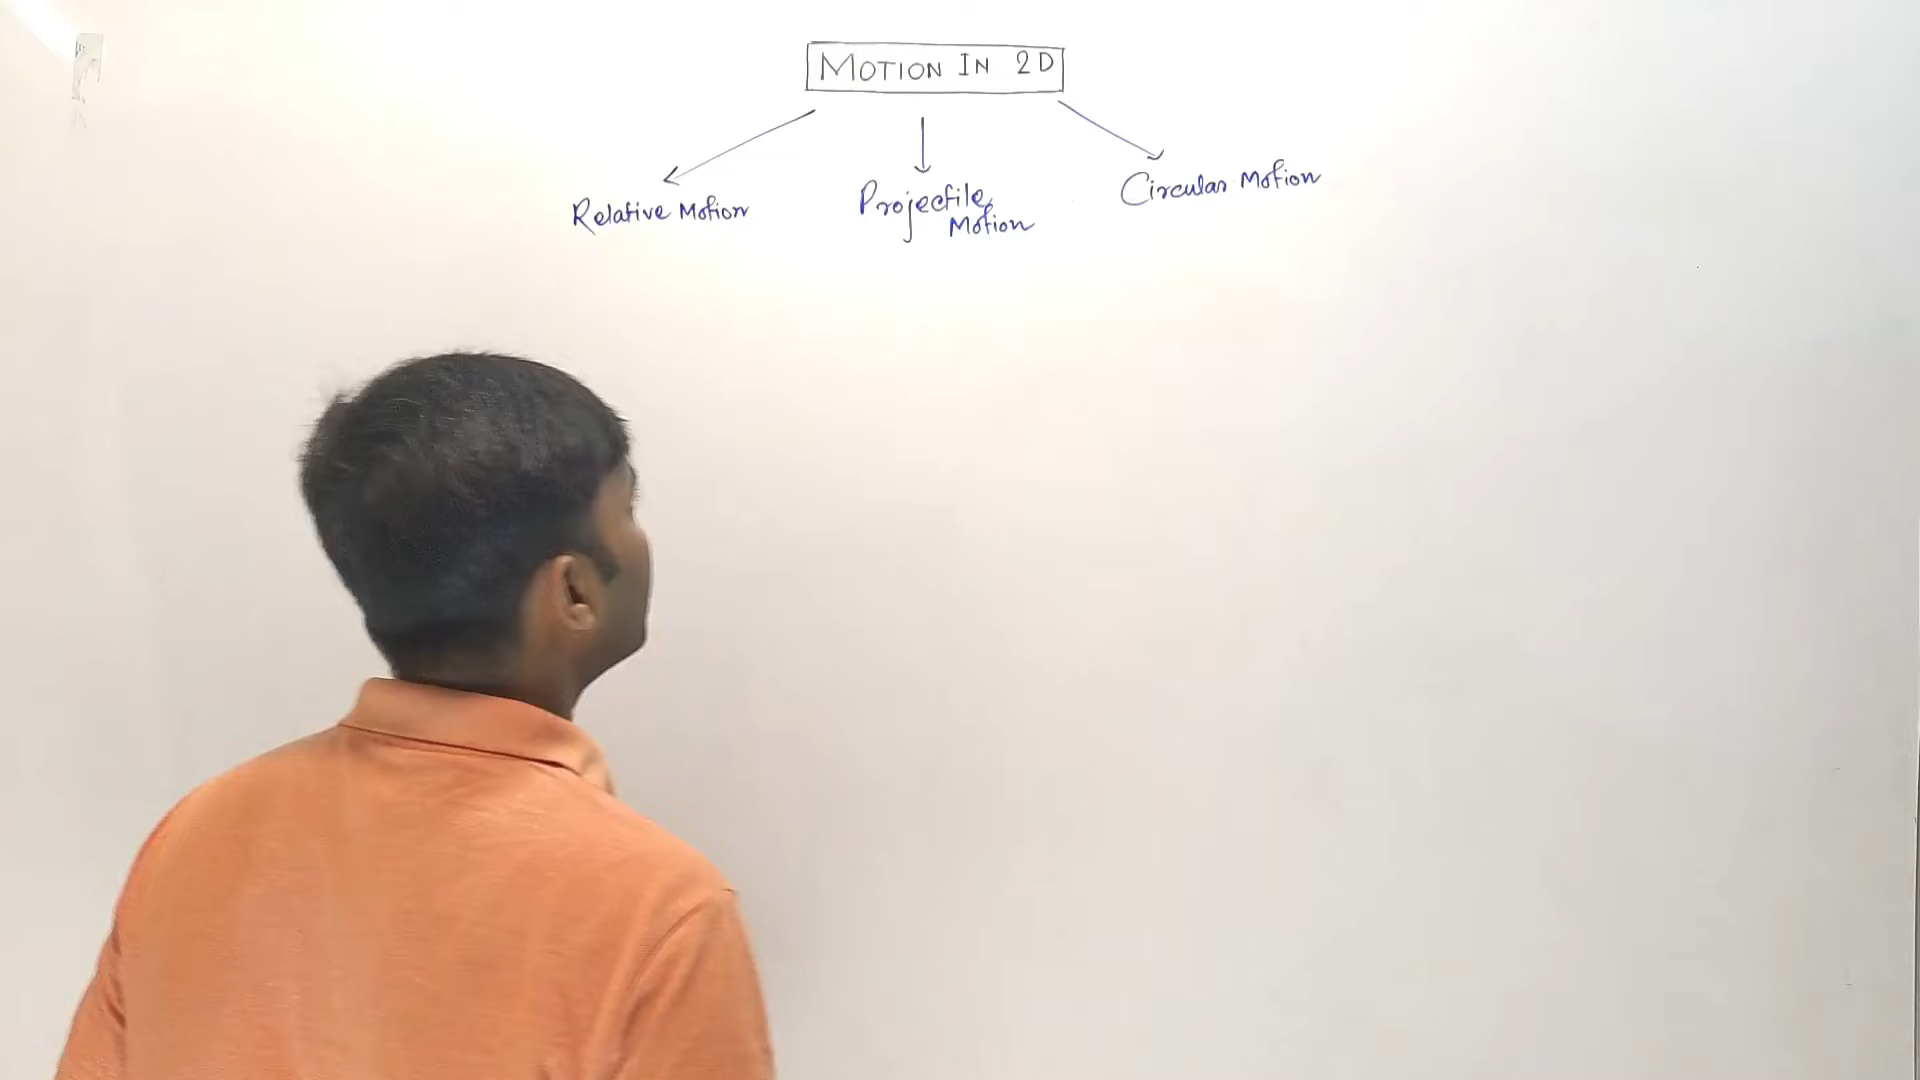 MOTION IN 2D
Relative Motion
Projectile
Motion
Circular Motion